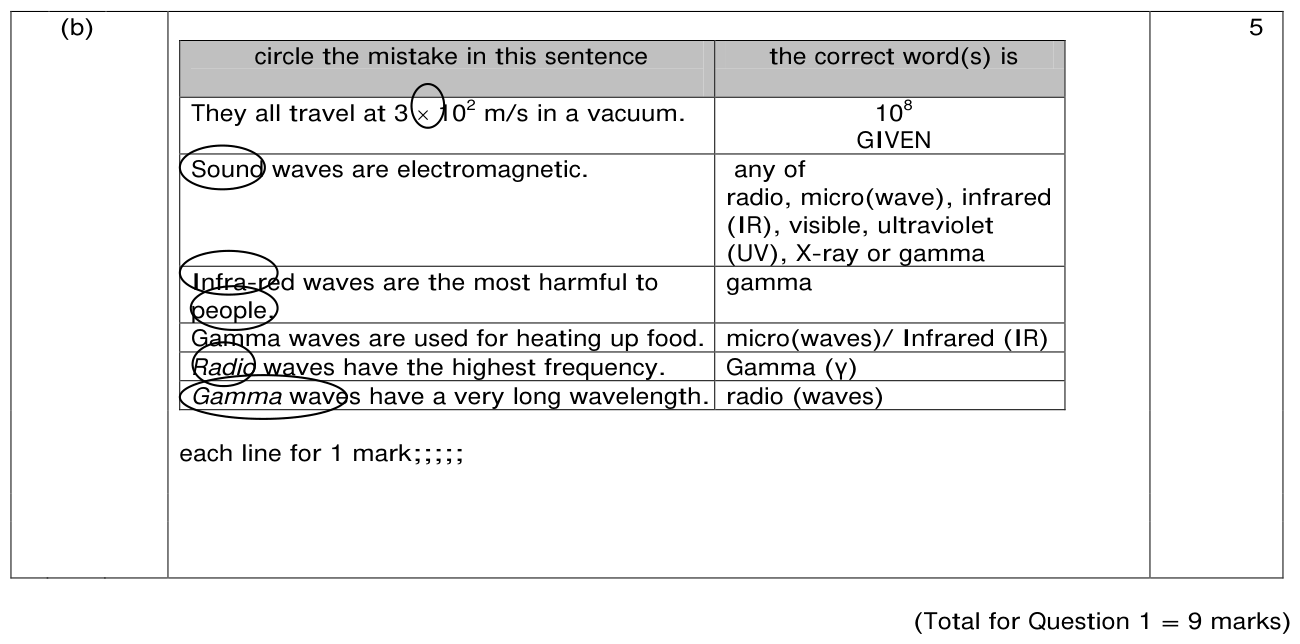 (b) 5
circle the mistake in this sentence the correct word(s) is
They all travel at 3 × 10² m/s in a vacuum. 10⁸
GIVEN
Sound waves are electromagnetic. any of
radio, micro(wave), infrared
(IR), visible, ultraviolet
(UV), X-ray or gamma
Infra-red waves are the most harmful to gamma
people.
Gamma waves are used for heating up food. micro(waves)/ Infrared (IR)
Radio waves have the highest frequency. Gamma (γ)
Gamma waves have a very long wavelength. radio (waves)
each line for 1 mark;;;;;
(Total for Question 1 = 9 marks)